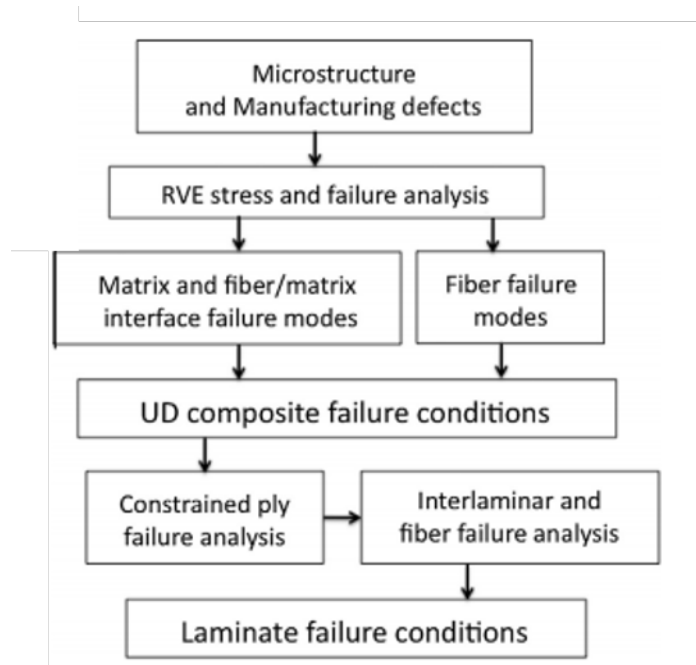 Microstructure
and Manufacturing defects
RVE stress and failure analysis
Matrix and fiber/matrix
interface failure modes
Fiber failure
modes
UD composite failure conditions
Constrained ply
failure analysis
Interlaminar and
fiber failure analysis
Laminate failure conditions